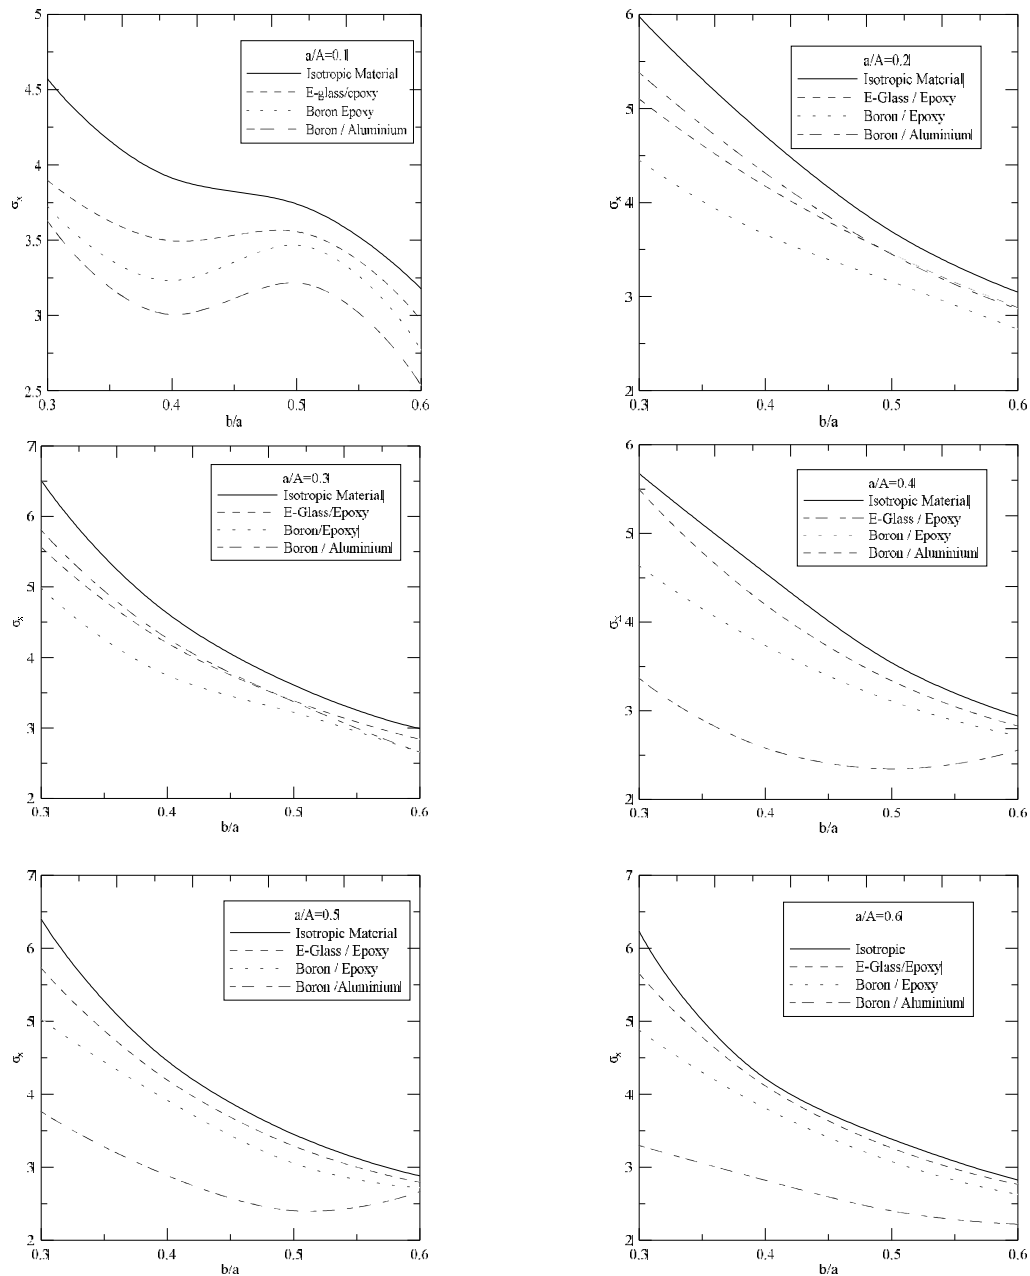 5
4.5
4
3.5
3
2.5
σx
0.3
0.4
0.5
0.6
b/a
a/A=0.1
Isotropic Material
E-glass/epoxy
Boron Epoxy
Boron / Aluminium
6
5
4
3
2
σx
0.3
0.4
0.5
0.6
b/a
a/A=0.2
Isotropic Material
E-Glass / Epoxy
Boron / Epoxy
Boron / Aluminium
7
6
5
4
3
2
σx
0.3
0.4
0.5
0.6
b/a
a/A=0.3
Isotropic Material
E-Glass/Epoxy
Boron/Epoxy
Boron / Aluminium
6
5
4
3
2
σx
0.3
0.4
0.5
0.6
b/a
a/A=0.4
Isotropic Material
E-Glass / Epoxy
Boron / Epoxy
Boron / Aluminium
7
6
5
4
3
2
σx
0.3
0.4
0.5
0.6
b/a
a/A=0.5
Isotropic Material
E-Glass / Epoxy
Boron / Epoxy
Boron /Aluminium
7
6
5
4
3
2
σx
0.3
0.4
0.5
0.6
b/a
a/A=0.6
Isotropic
E-Glass/Epoxy
Boron / Epoxy
Boron / Aluminium